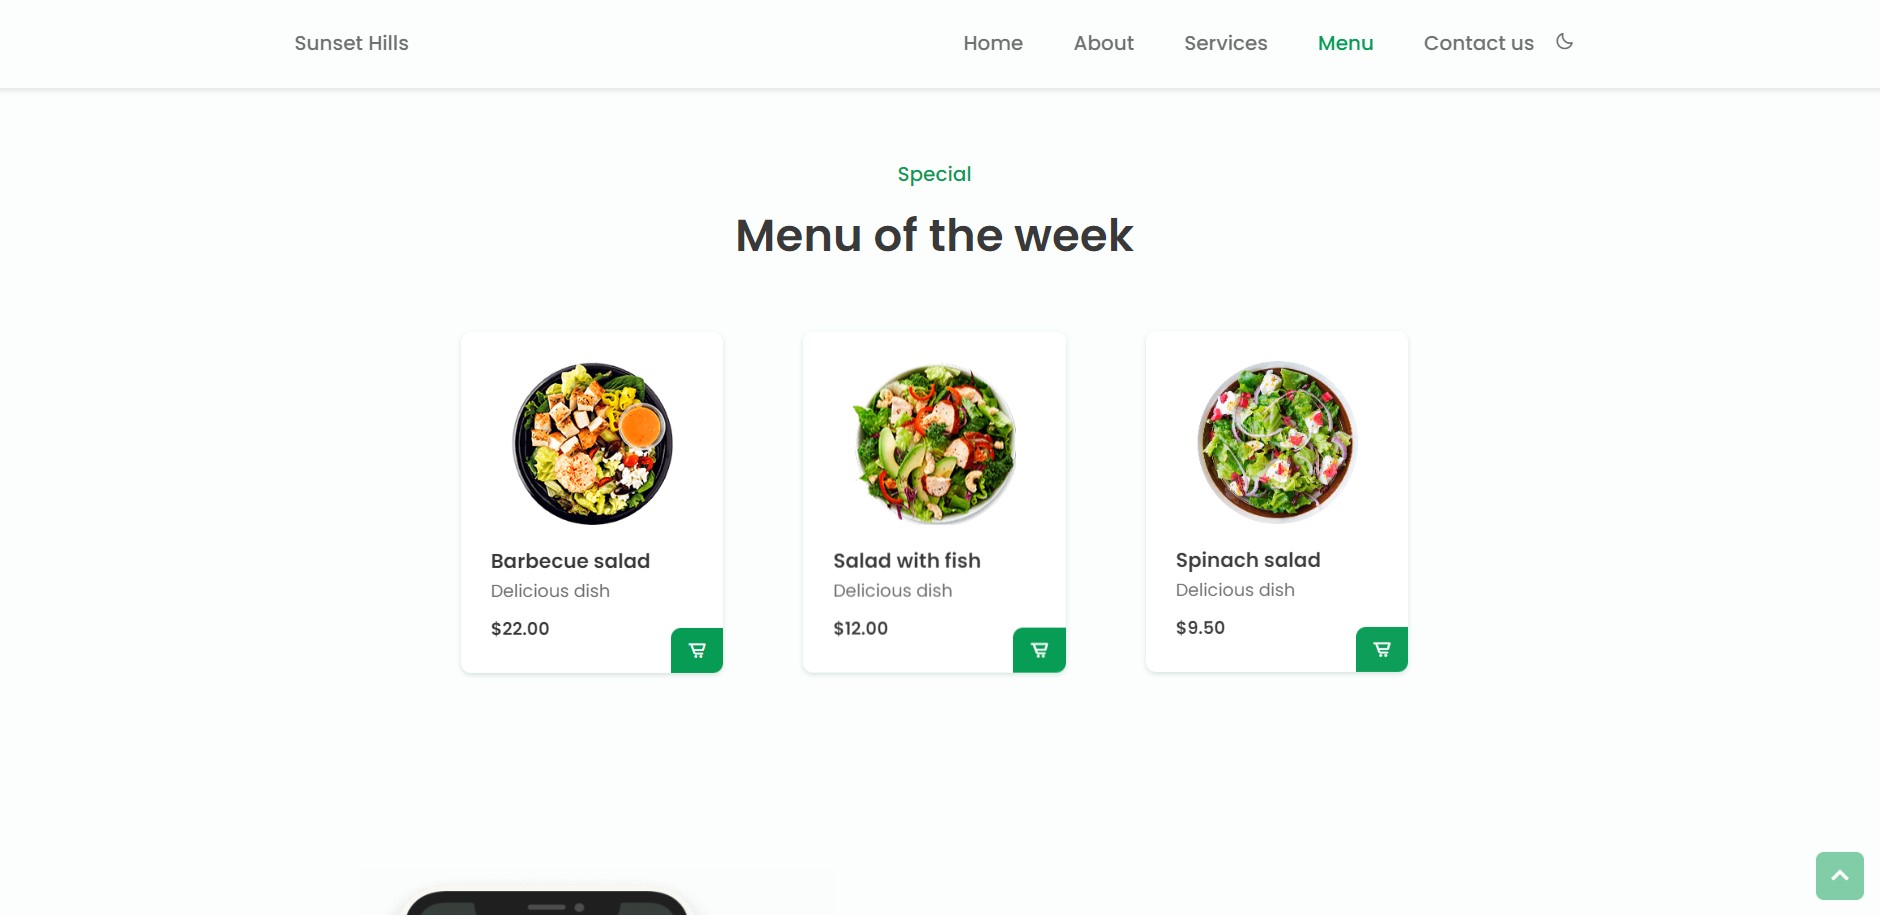 Sunset Hills
Home About Services Menu Contact us
Special
Menu of the week
Barbecue salad
Delicious dish
$22.00
Salad with fish
Delicious dish
$12.00
Spinach salad
Delicious dish
$9.50